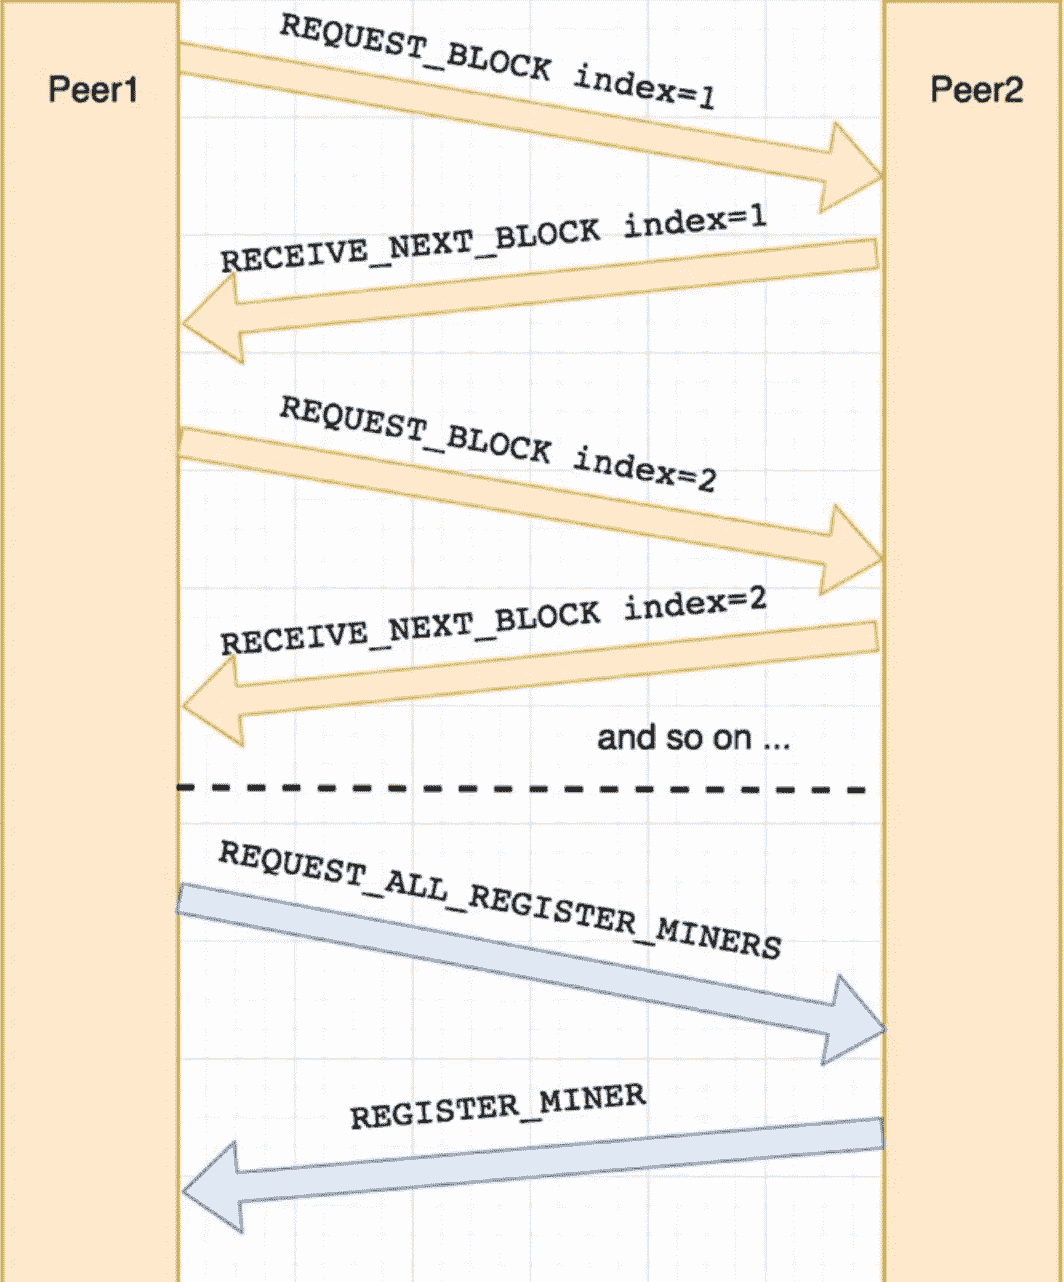 Peer1
Peer2
REQUEST_BLOCK index=1
RECEIVE_NEXT_BLOCK index=1
REQUEST_BLOCK index=2
RECEIVE_NEXT_BLOCK index=2
and so on ...
REQUEST_ALL_REGISTER_MINERS
REGISTER_MINER